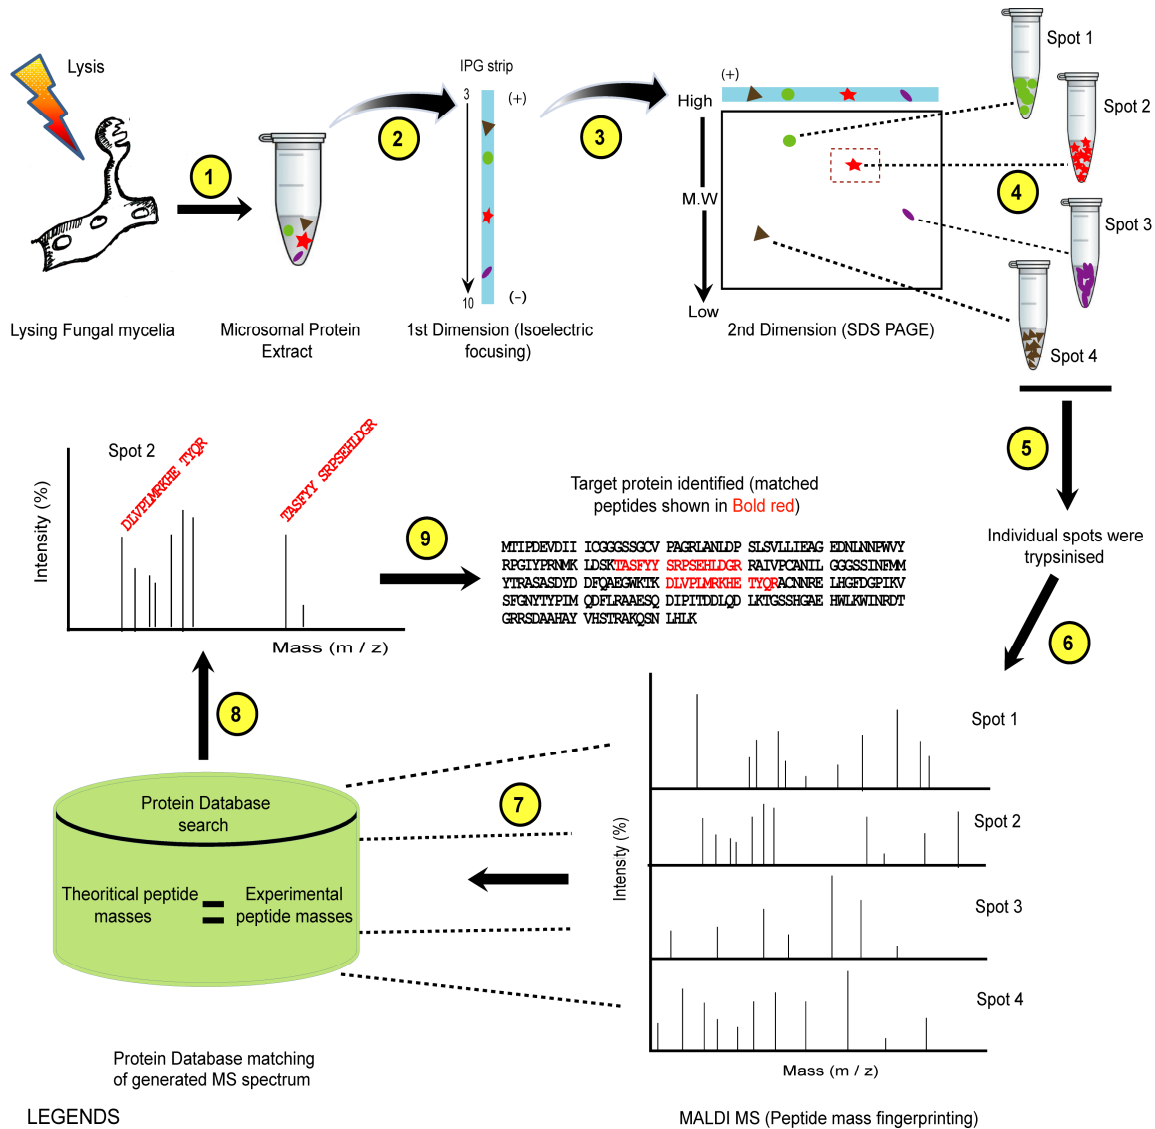 Lysis
1
Lysing Fungal mycelia
Microsomal Protein
Extract
2
IPG strip
3
(+)
10
(−)
1st Dimension (Isoelectric
focusing)
3
(+)
High
M.W
Low
2nd Dimension (SDS PAGE)
4
Spot 1
Spot 2
Spot 3
Spot 4
5
Individual spots were
trypsinised
6
Spot 1
Spot 2
Spot 3
Spot 4
Intensity (%)
Mass (m / z)
MALDI MS (Peptide mass fingerprinting)
7
Protein Database
search
Theoritical peptide
masses
=
Experimental
peptide masses
Protein Database matching
of generated MS spectrum
8
Spot 2
DLVPLMRKHE TYQR
TASFYY SRPSEHLDGR
Intensity (%)
Mass (m / z)
9
Target protein identified (matched
peptides shown in Bold red)
MTIPDEVDII ICGGGSSGCV PAGRLANLDP SLSVLLIEAG EDNLNNPWVY
RPGIYPRNMK LDSKTASFYY SRPSEHLDGR RAIVPCANIL GGGSSINFMM
YTRASASDYD DFQAEGWKTK DLVPLMRKHE TYQRACNNRE LHGFDGPIKV
SFGNYTYPIM QDFLRAAESQ DIPITDDLQD LKTGSSHGAE HWLKWINRDT
GRRSDAAHAY VHSTRAKQSN LHLK
LEGENDS